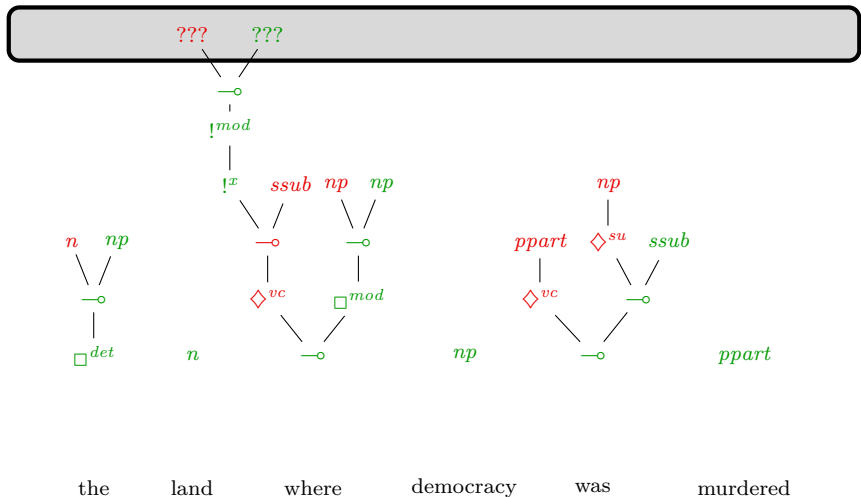 ??? ???
⊸
!^{mod}
!^x ssub np np np
n np ⊸ ⊸ ppart ◇^{su} ssub
⊸ ◇^{vc} □^{mod} ◇^{vc} ⊸
□^{det} n ⊸ np ⊸ ppart
the land where democracy was murdered